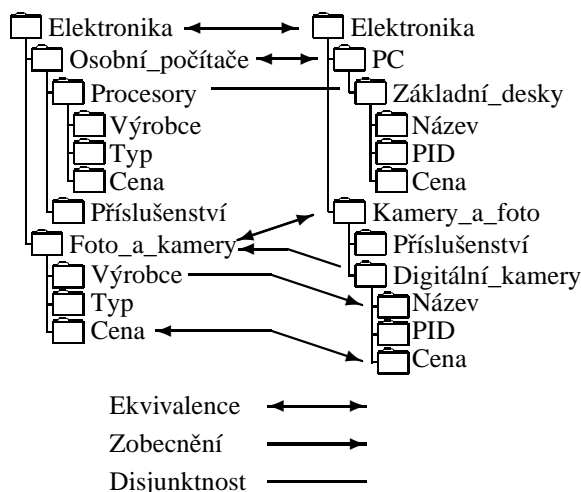 Elektronika Elektronika
Osobní_počítače PC
Procesory Základní_desky
Výrobce Název
Typ PID
Cena Cena
Příslušenství Kamery_a_foto
Foto_a_kamery Příslušenství
Výrobce Digitální_kamery
Typ Název
Cena PID
Cena
Ekvivalence
Zobecnění
Disjunktnost